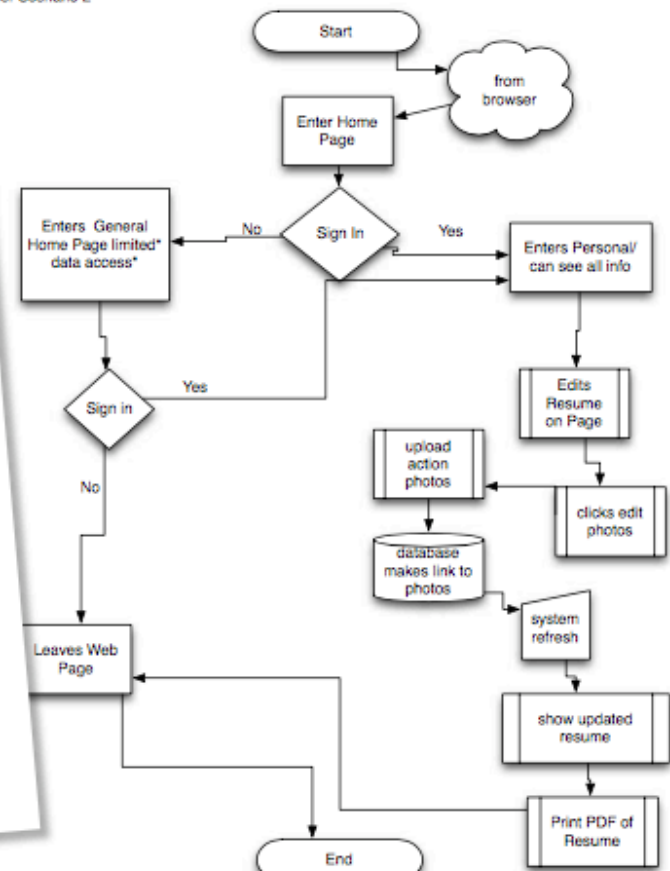 Start
from
browser
Enter Home
Page
Sign In
No
Yes
Enters General
Home Page limited*
data access*
Enters Personal/
can see all info
Sign in
Yes
No
Edits
Resume
on Page
upload
action
photos
clicks edit
photos
database
makes link to
photos
system
refresh
Leaves Web
Page
show updated
resume
Print PDF of
Resume
End